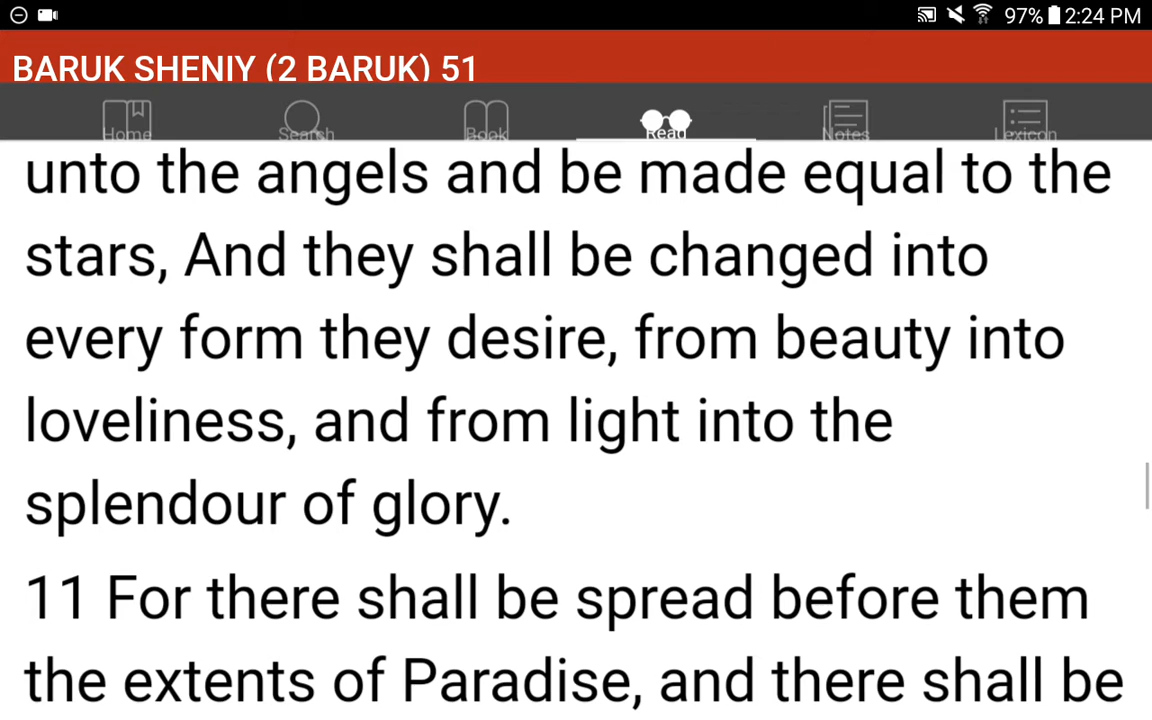 97% 2:24 PM
BARUK SHENIY (2 BARUK) 51
Home Search Book Read Notes Lexicon
unto the angels and be made equal to the
stars, And they shall be changed into
every form they desire, from beauty into
loveliness, and from light into the
splendour of glory.
11 For there shall be spread before them
the extents of Paradise, and there shall be